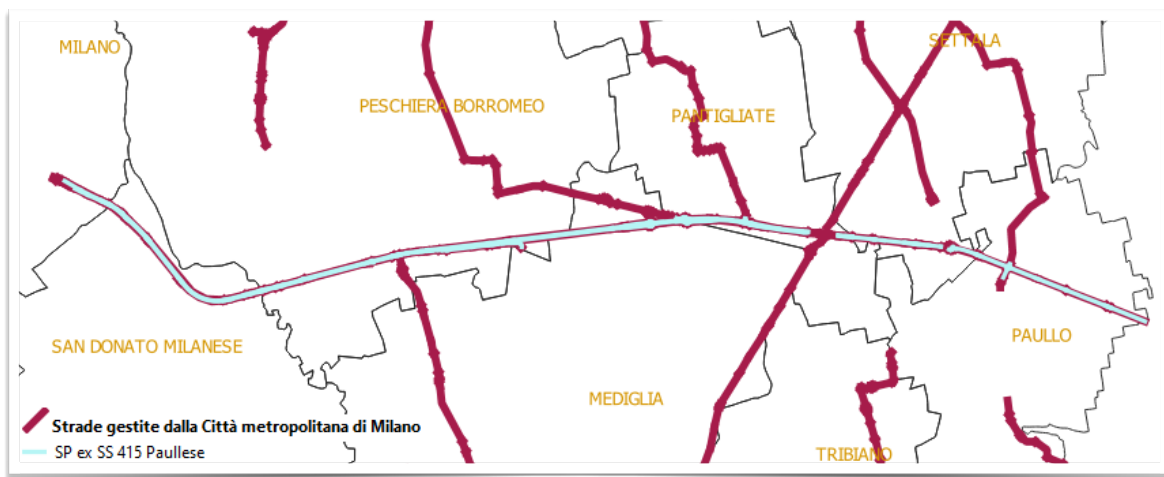 SETTALA
MILANO
PESCHIERA BORROMEO
PANTIGLIATE
PAULLO
SAN DONATO MILANESE
MEDIGLIA
Strade gestite dalla Città metropolitana di Milano
SP ex SS 415 Paullese
TRIBIANO